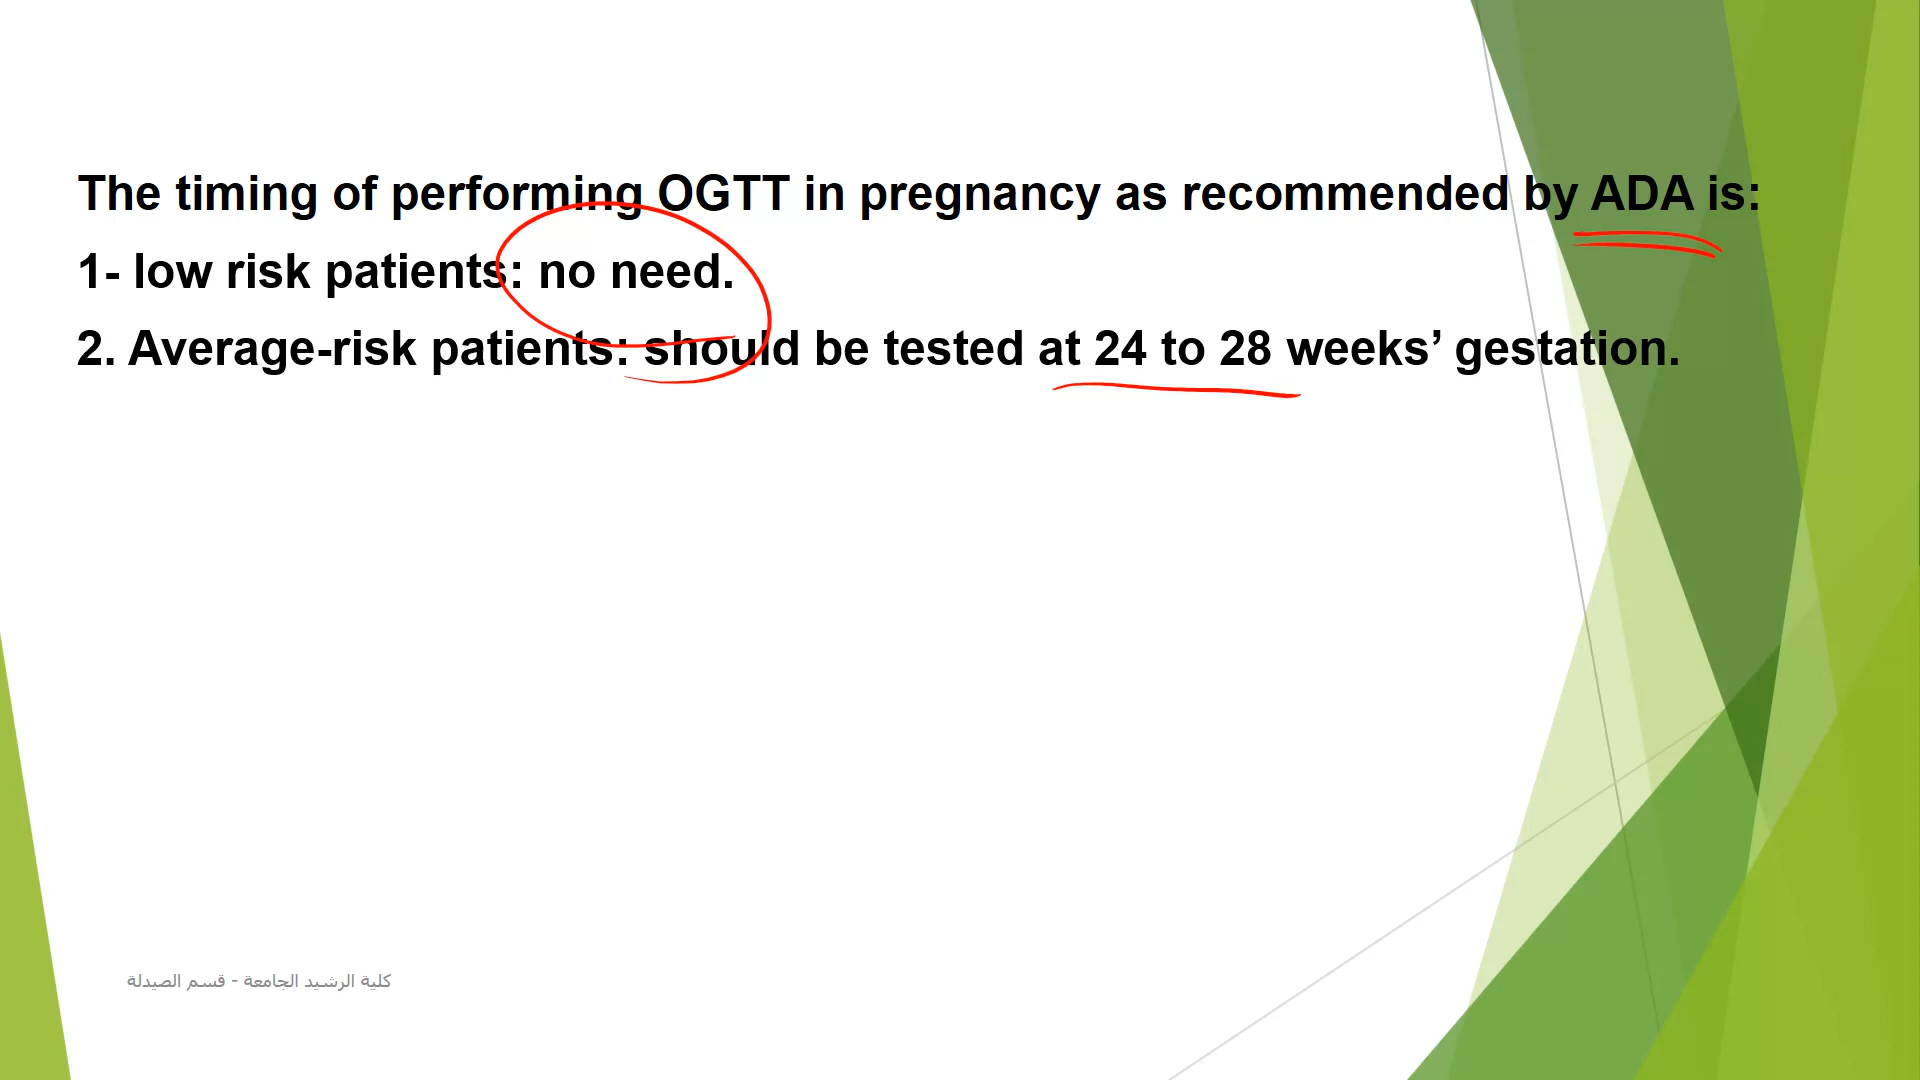 The timing of performing OGTT in pregnancy as recommended by ADA is:
1- low risk patients: no need.
2. Average-risk patients: should be tested at 24 to 28 weeks’ gestation.
كلية الرشيد الجامعة - قسم الصيدلة